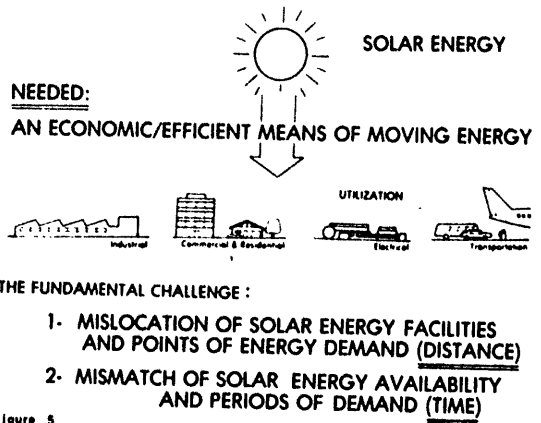 SOLAR ENERGY
NEEDED:
AN ECONOMIC/EFFICIENT MEANS OF MOVING ENERGY
UTILIZATION
Industrial
Commercial & Residential
Electrical
Transportation
THE FUNDAMENTAL CHALLENGE :
1- MISLOCATION OF SOLAR ENERGY FACILITIES
AND POINTS OF ENERGY DEMAND (DISTANCE)
2- MISMATCH OF SOLAR ENERGY AVAILABILITY
AND PERIODS OF DEMAND (TIME)
igure 5